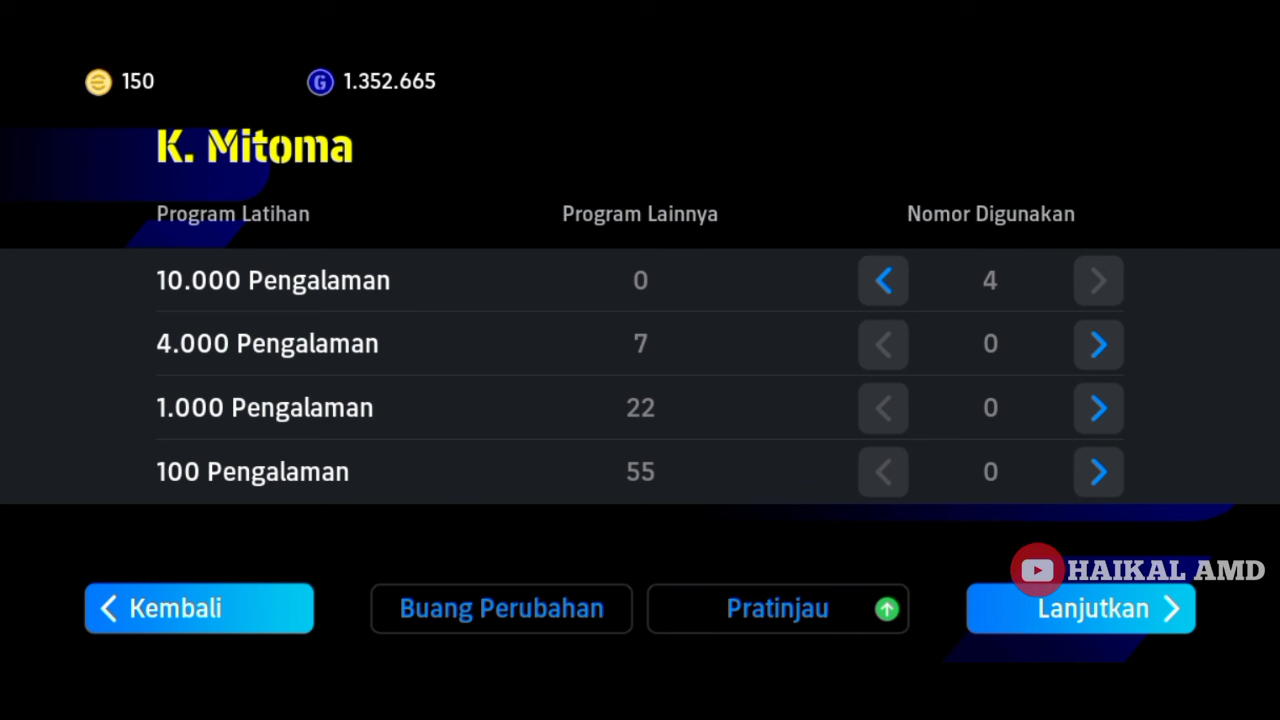 150 1.352.665
K. Mitoma
Program Latihan Program Lainnya Nomor Digunakan
10.000 Pengalaman 0 4
4.000 Pengalaman 7 0
1.000 Pengalaman 22 0
100 Pengalaman 55 0
HAIKAL AMD
Kembali Buang Perubahan Pratinjau Lanjutkan